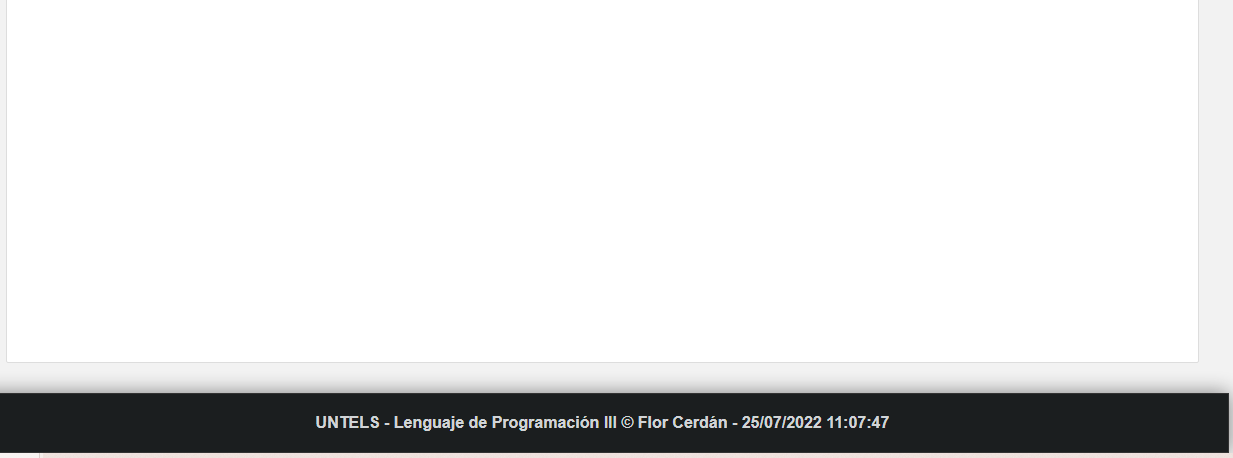 UNTELS - Lenguaje de Programación III © Flor Cerdán - 25/07/2022 11:07:47